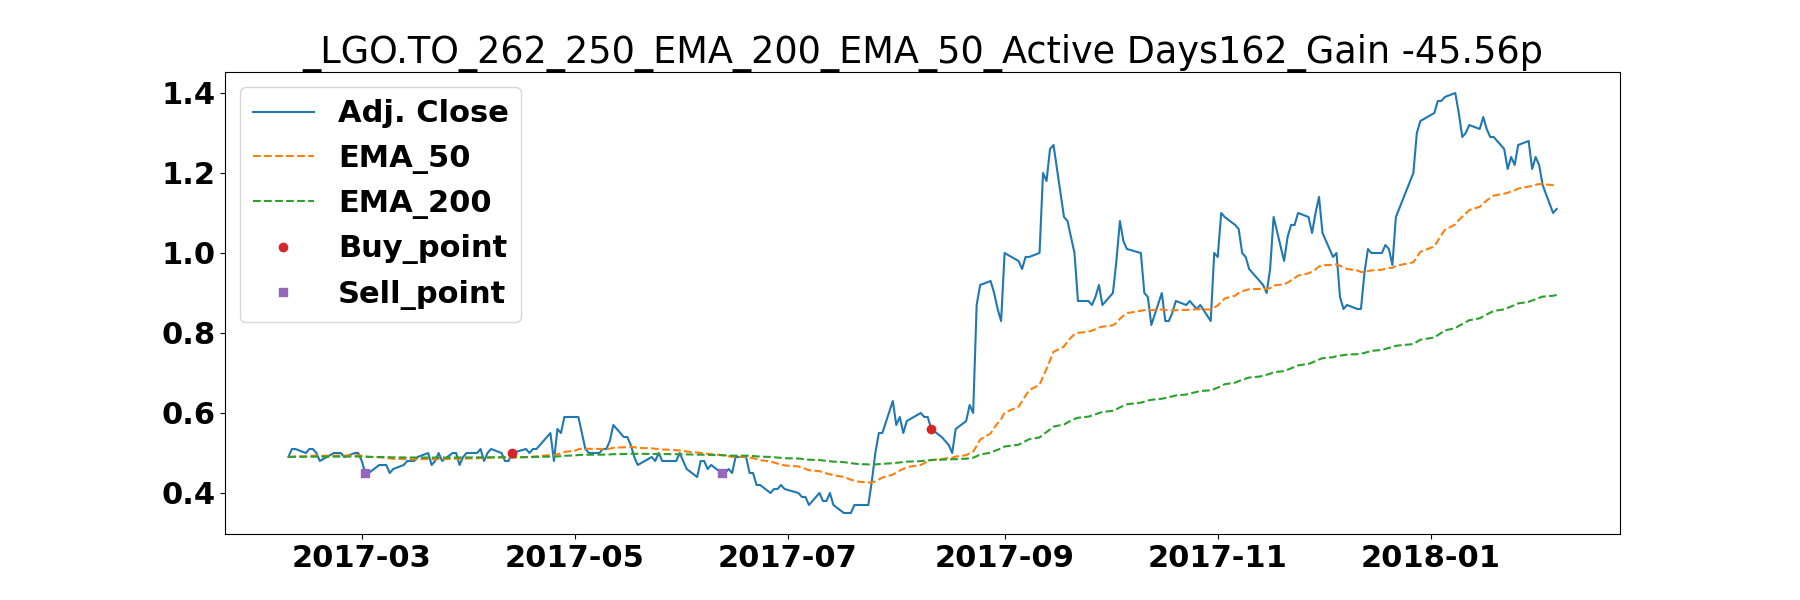 _LGO.TO_262_250_EMA_200_EMA_50_Active Days162_Gain -45.56p
1.4
1.2
1.0
0.8
0.6
0.4
Adj. Close
EMA_50
EMA_200
Buy_point
Sell_point
2017-03 2017-05 2017-07 2017-09 2017-11 2018-01